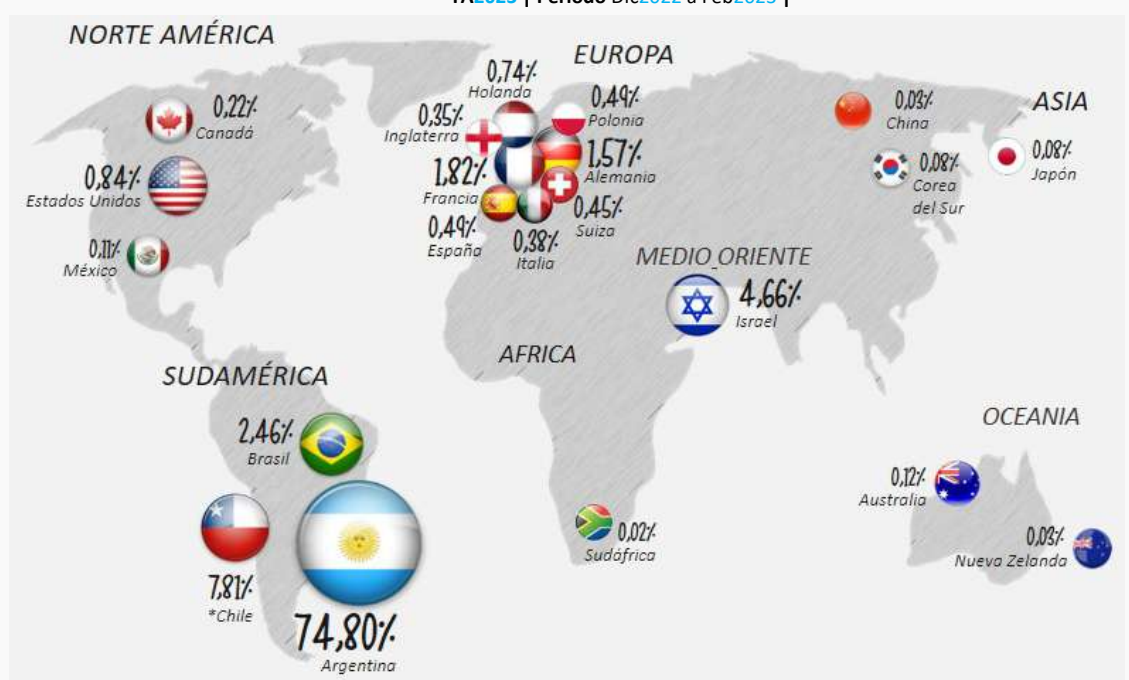 TA2023 | Período Dic2022 a Feb2023 |
NORTE AMÉRICA
0,22%
Canadá
0,84%
Estados Unidos
0,11%
México
EUROPA
0,74%
Holanda
0,49%
Polonia
0,35%
Inglaterra
1,57%
Alemania
1,82%
Francia
0,45%
Suiza
0,49%
España
0,38%
Italia
ASIA
0,03%
China
0,08%
Corea
del Sur
0,08%
Japón
MEDIO ORIENTE
4,66%
Israel
AFRICA
0,02%
Sudáfrica
SUDAMÉRICA
2,46%
Brasil
7,81%
*Chile
74,80%
Argentina
OCEANIA
0,12%
Australia
0,03%
Nueva Zelanda